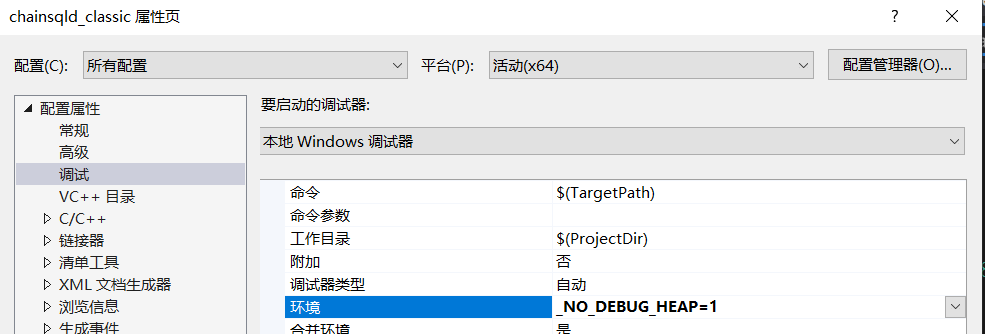 chainsqld_classic 属性页
?
配置(C):
所有配置
平台(P):
活动(x64)
配置管理器(O)...
配置属性
常规
高级
调试
VC++ 目录
C/C++
链接器
清单工具
XML 文档生成器
浏览信息
生成事件
要启动的调试器:
本地 Windows 调试器
命令 $(TargetPath)
命令参数
工作目录 $(ProjectDir)
附加 否
调试器类型 自动
环境 _NO_DEBUG_HEAP=1
合并环境 是